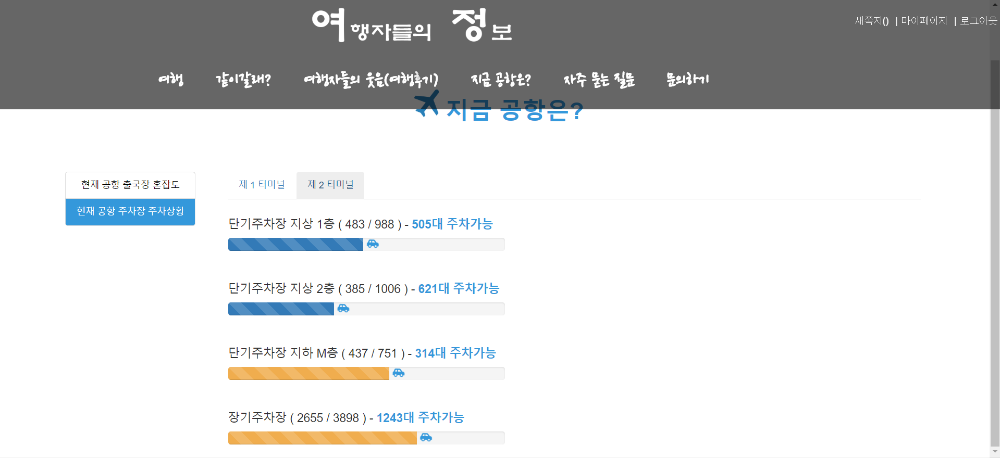 여행자들의 정보
새쪽지() | 마이페이지 | 로그아웃
여행 같이갈래? 여행자들의 웃음(여행후기) 지금 공항은? 자주 묻는 질문 문의하기
지금 공항은?
현재 공항 출국장 혼잡도
현재 공항 주차장 주차상황
제 1 터미널 제 2 터미널
단기주차장 지상 1층 ( 483 / 988 ) - 505대 주차가능
단기주차장 지상 2층 ( 385 / 1006 ) - 621대 주차가능
단기주차장 지하 M층 ( 437 / 751 ) - 314대 주차가능
장기주차장 ( 2655 / 3898 ) - 1243대 주차가능